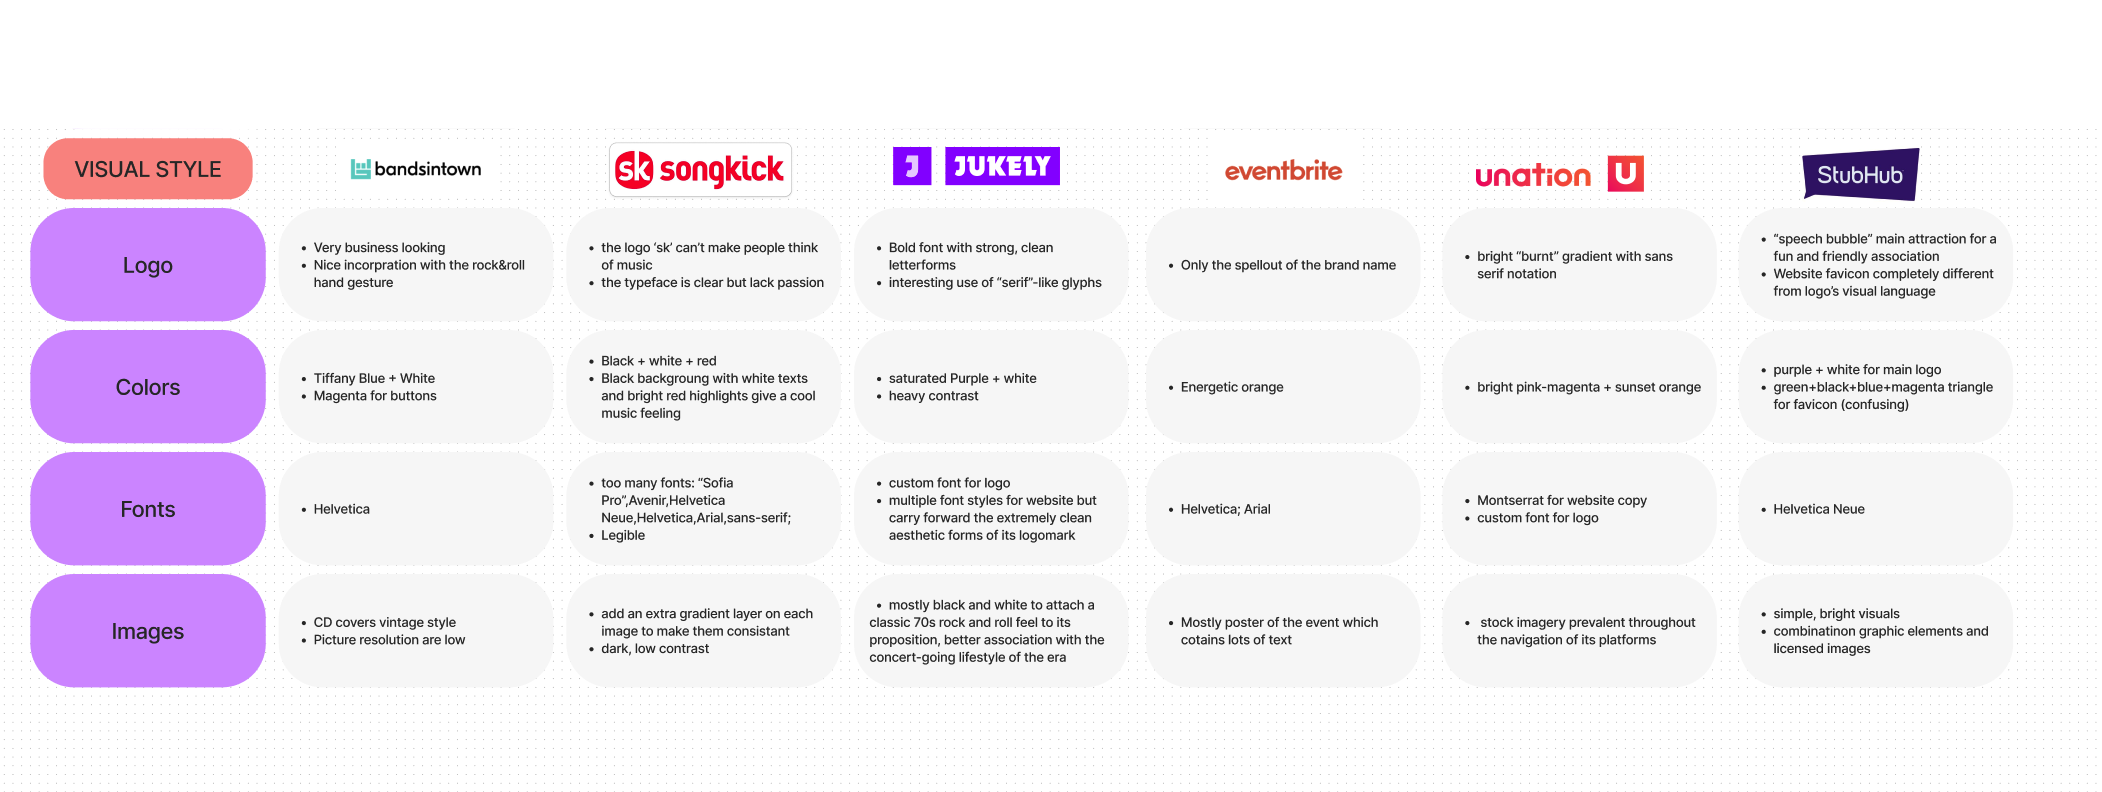 VISUAL STYLE
bandsintown
sk songkick
J JUKELY
eventbrite
unation U
StubHub
Logo
• Very business looking
• Nice incorpration with the rock&roll
hand gesture
• the logo ‘sk’ can’t make people think
of music
• the typeface is clear but lack passion
• Bold font with strong, clean
letterforms
• interesting use of “serif”-like glyphs
• Only the spellout of the brand name
• bright “burnt” gradient with sans
serif notation
• “speech bubble” main attraction for a
fun and friendly association
• Website favicon completely different
from logo’s visual language
Colors
• Tiffany Blue + White
• Magenta for buttons
• Black + white + red
• Black backgroung with white texts
and bright red highlights give a cool
music feeling
• saturated Purple + white
• heavy contrast
• Energetic orange
• bright pink-magenta + sunset orange
• purple + white for main logo
• green+black+blue+magenta triangle
for favicon (confusing)
Fonts
• Helvetica
• too many fonts: “Sofia
Pro”,Avenir,Helvetica
Neue,Helvetica,Arial,sans-serif;
• Legible
• custom font for logo
• multiple font styles for website but
carry forward the extremely clean
aesthetic forms of its logomark
• Helvetica; Arial
• Montserrat for website copy
• custom font for logo
• Helvetica Neue
Images
• CD covers vintage style
• Picture resolution are low
• add an extra gradient layer on each
image to make them consistant
• dark, low contrast
• mostly black and white to attach a
classic 70s rock and roll feel to its
proposition, better association with the
concert-going lifestyle of the era
• Mostly poster of the event which
cotains lots of text
• stock imagery prevalent throughout
the navigation of its platforms
• simple, bright visuals
• combinatinon graphic elements and
licensed images